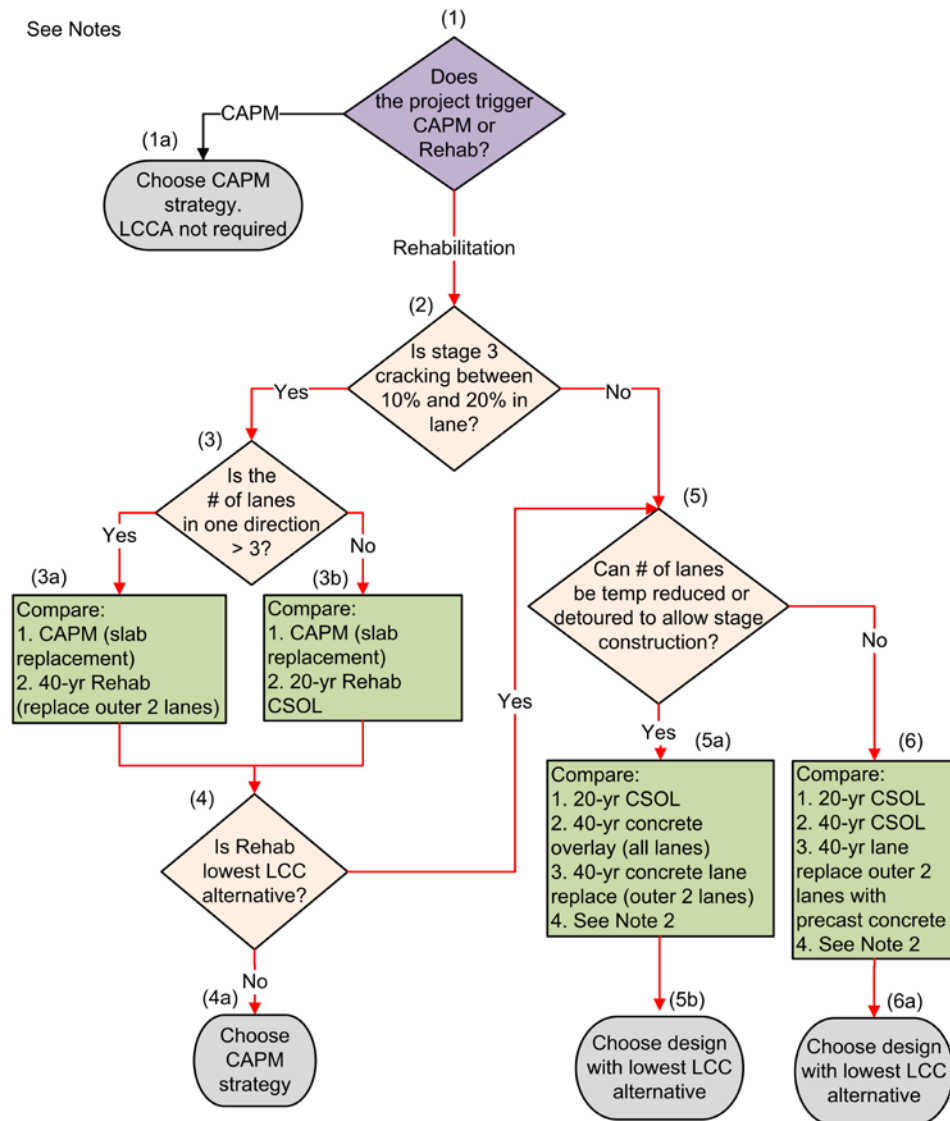 See Notes
(1)
Does
the project trigger
CAPM or
Rehab?
CAPM
(1a)
Choose CAPM
strategy.
LCCA not required
Rehabilitation
(2)
Is stage 3
cracking between
10% and 20% in
lane?
Yes
No
(3)
Is the
# of lanes
in one direction
> 3?
Yes
No
(3a)
Compare:
1. CAPM (slab
replacement)
2. 40-yr Rehab
(replace outer 2 lanes)
(3b)
Compare:
1. CAPM (slab
replacement)
2. 20-yr Rehab
CSOL
(4)
Is Rehab
lowest LCC
alternative?
Yes
No
(4a)
Choose
CAPM
strategy
(5)
Can # of lanes
be temp reduced or
detoured to allow stage
construction?
Yes
No
(5a)
Compare:
1. 20-yr CSOL
2. 40-yr concrete
overlay (all lanes)
3. 40-yr concrete lane
replace (outer 2 lanes)
4. See Note 2
(5b)
Choose design
with lowest LCC
alternative
(6)
Compare:
1. 20-yr CSOL
2. 40-yr CSOL
3. 40-yr lane
replace outer 2
lanes with
precast concrete
4. See Note 2
(6a)
Choose design
with lowest LCC
alternative